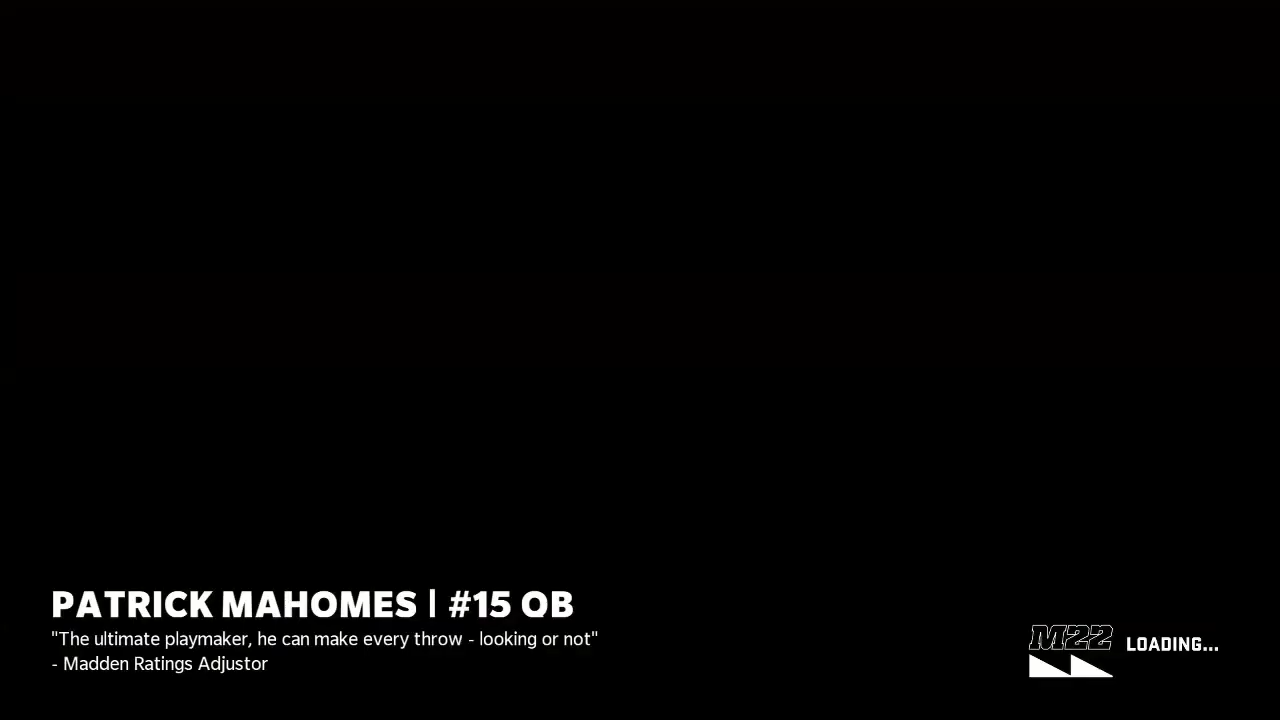 PATRICK MAHOMES | #15 QB
"The ultimate playmaker, he can make every throw - looking or not"
- Madden Ratings Adjustor
M22
LOADING...